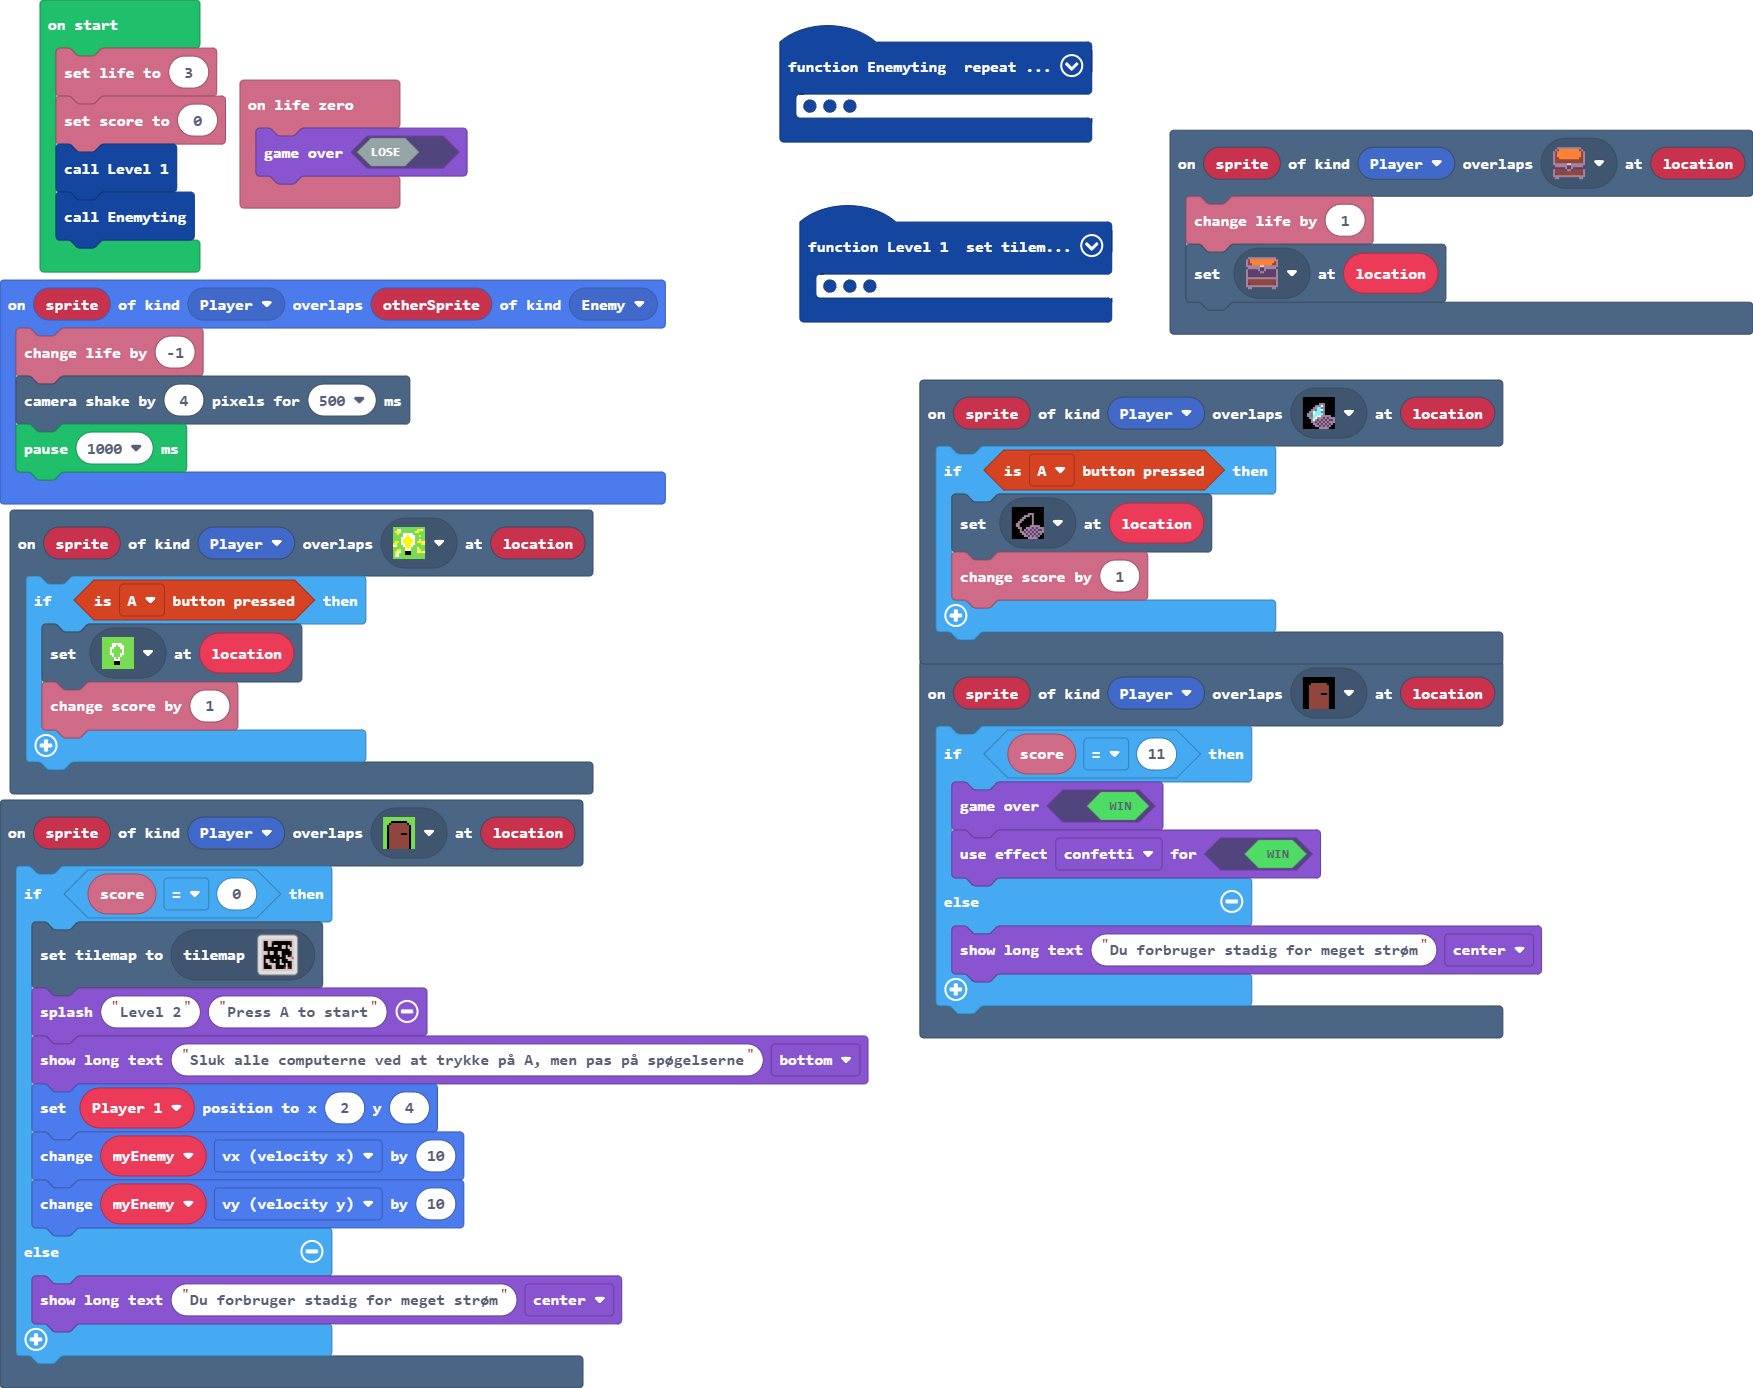 on start
set life to 3
set score to 0
call Level 1
call Enemyting
on life zero
game over LOSE
function Enemyting repeat ...
function Level 1 set tilem...
on sprite of kind Player overlaps at location
change life by 1
set at location
on sprite of kind Player overlaps otherSprite of kind Enemy
change life by -1
camera shake by 4 pixels for 500 ms
pause 1000 ms
on sprite of kind Player overlaps at location
if is A button pressed then
set at location
change score by 1
on sprite of kind Player overlaps at location
if score = 0 then
set tilemap to tilemap
splash "Level 2" "Press A to start"
show long text "Sluk alle computerne ved at trykke på A, men pas på spøgelserne" bottom
set Player 1 position to x 2 y 4
change myEnemy vx (velocity x) by 10
change myEnemy vy (velocity y) by 10
else
show long text "Du forbruger stadig for meget strøm" center
on sprite of kind Player overlaps at location
if is A button pressed then
set at location
change score by 1
on sprite of kind Player overlaps at location
if score = 11 then
game over WIN
use effect confetti for WIN
else
show long text "Du forbruger stadig for meget strøm" center